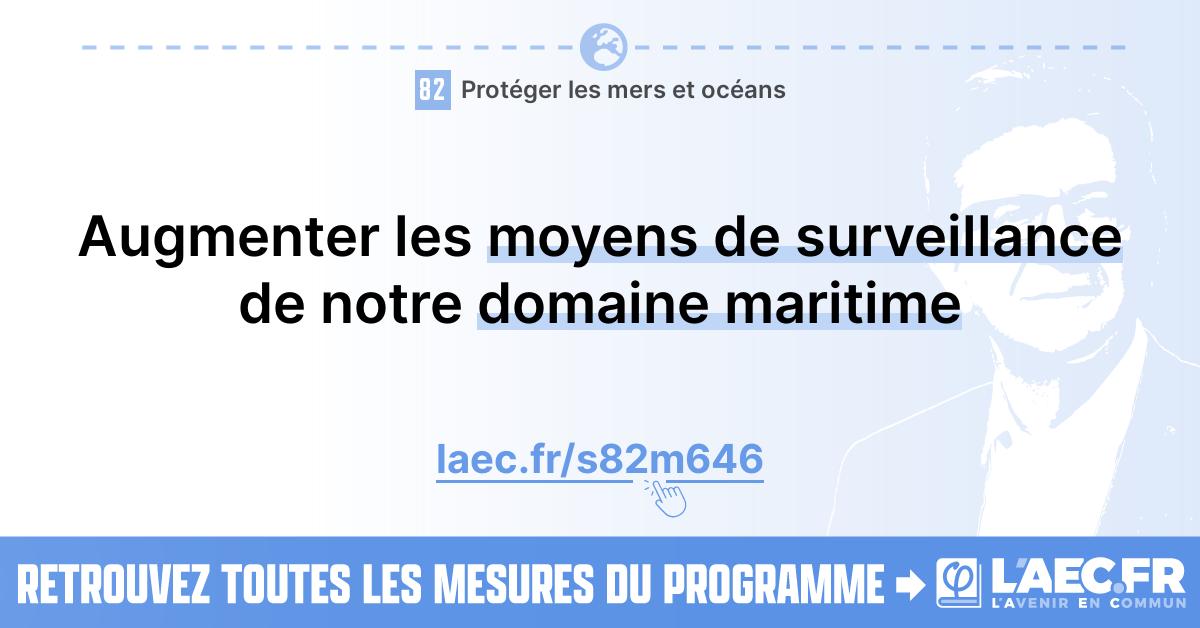 82 Protéger les mers et océans
Augmenter les moyens de surveillance
de notre domaine maritime
laec.fr/s82m646
RETROUVEZ TOUTES LES MESURES DU PROGRAMME
L'AEC.FR
L'AVENIR EN COMMUN